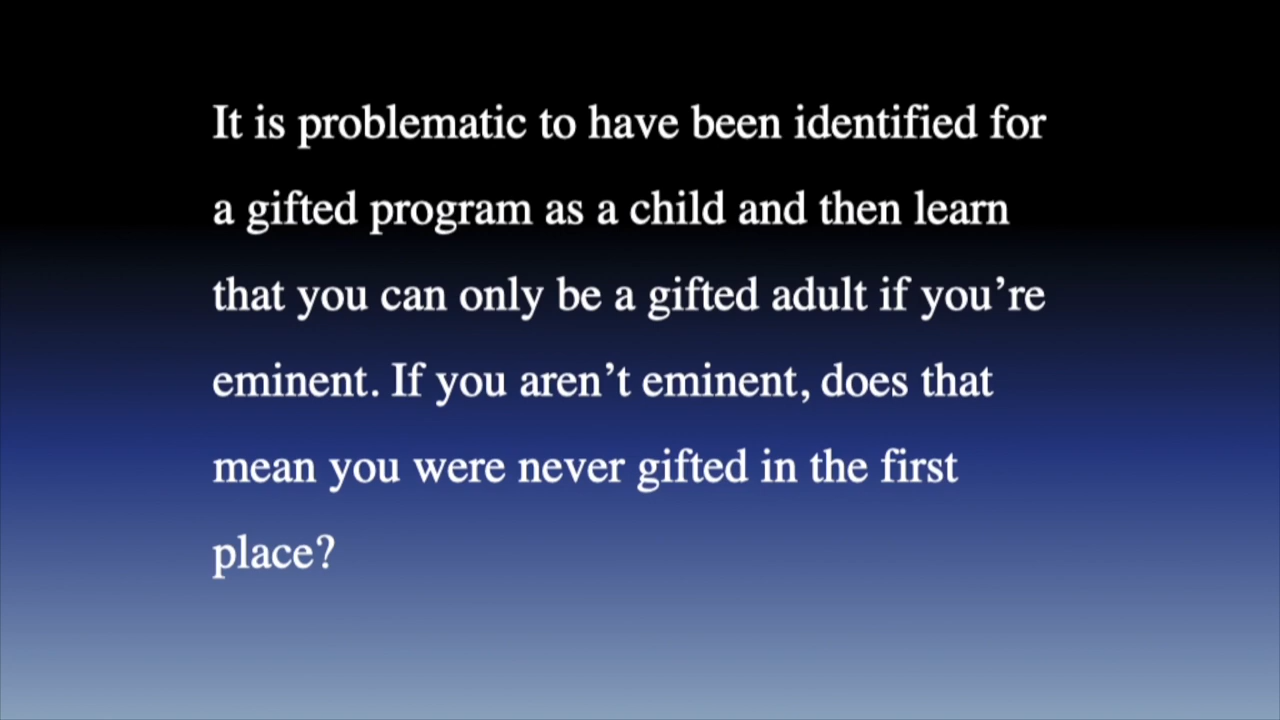 It is problematic to have been identified for
a gifted program as a child and then learn
that you can only be a gifted adult if you’re
eminent. If you aren’t eminent, does that
mean you were never gifted in the first
place?